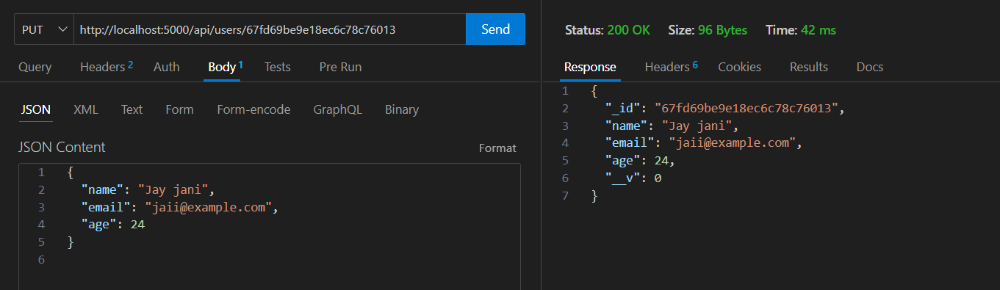 PUT http://localhost:5000/api/users/67fd69be9e18ec6c78c76013 Send
Query Headers 2 Auth Body 1 Tests Pre Run
JSON XML Text Form Form-encode GraphQL Binary
JSON Content Format
1 {
2 "name": "Jay jani",
3 "email": "jaii@example.com",
4 "age": 24
5 }
6
Status: 200 OK Size: 96 Bytes Time: 42 ms
Response Headers 6 Cookies Results Docs
1 {
2 "_id": "67fd69be9e18ec6c78c76013",
3 "name": "Jay jani",
4 "email": "jaii@example.com",
5 "age": 24,
6 "__v": 0
7 }